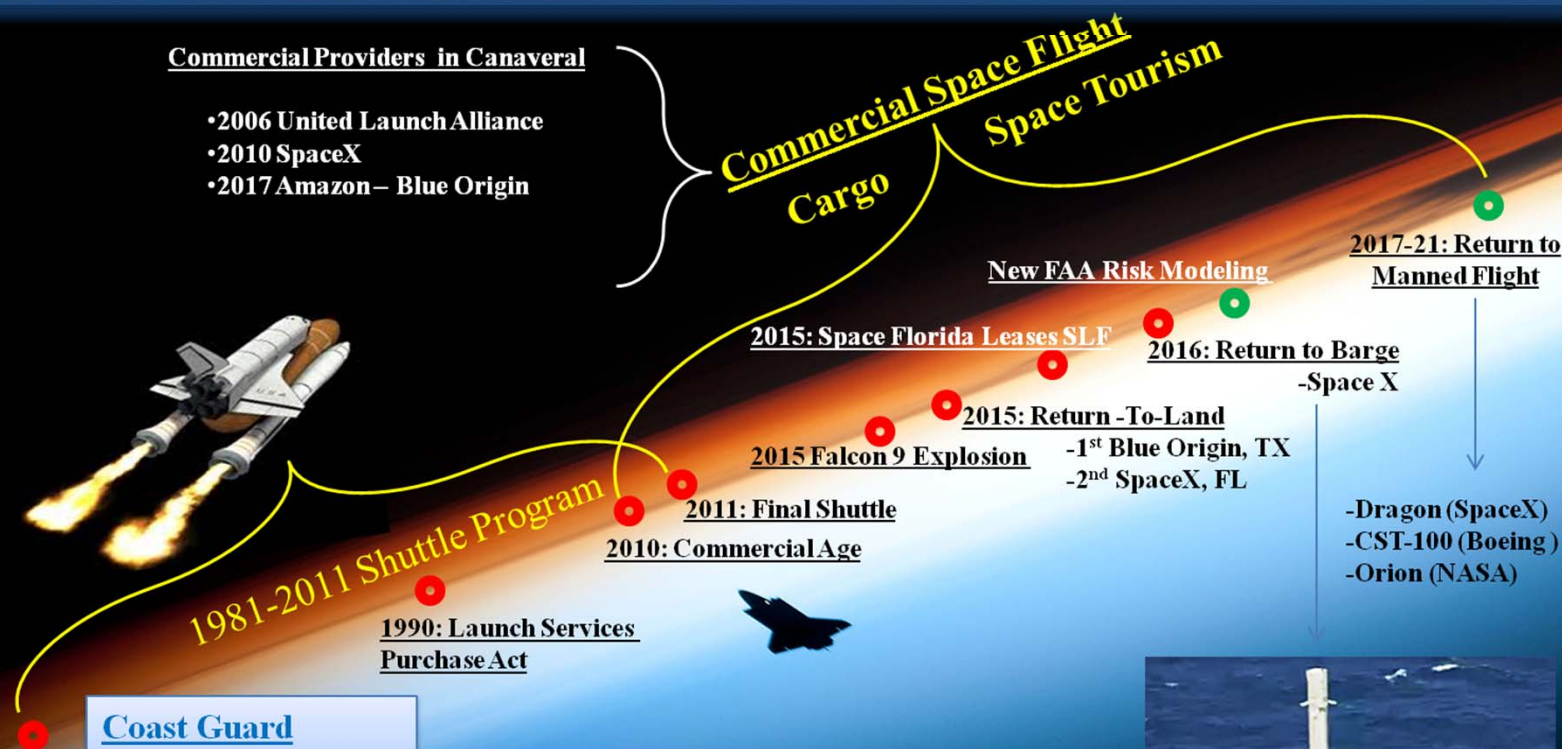 Commercial Providers in Canaveral
•2006 United Launch Alliance
•2010 SpaceX
•2017 Amazon – Blue Origin
Commercial Space Flight
Cargo
Space Tourism
2017-21: Return to
Manned Flight
New FAA Risk Modeling
2015: Space Florida Leases SLF
2016: Return to Barge
-Space X
2015: Return -To-Land
-1st Blue Origin, TX
-2nd SpaceX, FL
2015 Falcon 9 Explosion
2011: Final Shuttle
2010: Commercial Age
-Dragon (SpaceX)
-CST-100 (Boeing )
-Orion (NASA)
1981-2011 Shuttle Program
1990: Launch Services
Purchase Act
Coast Guard